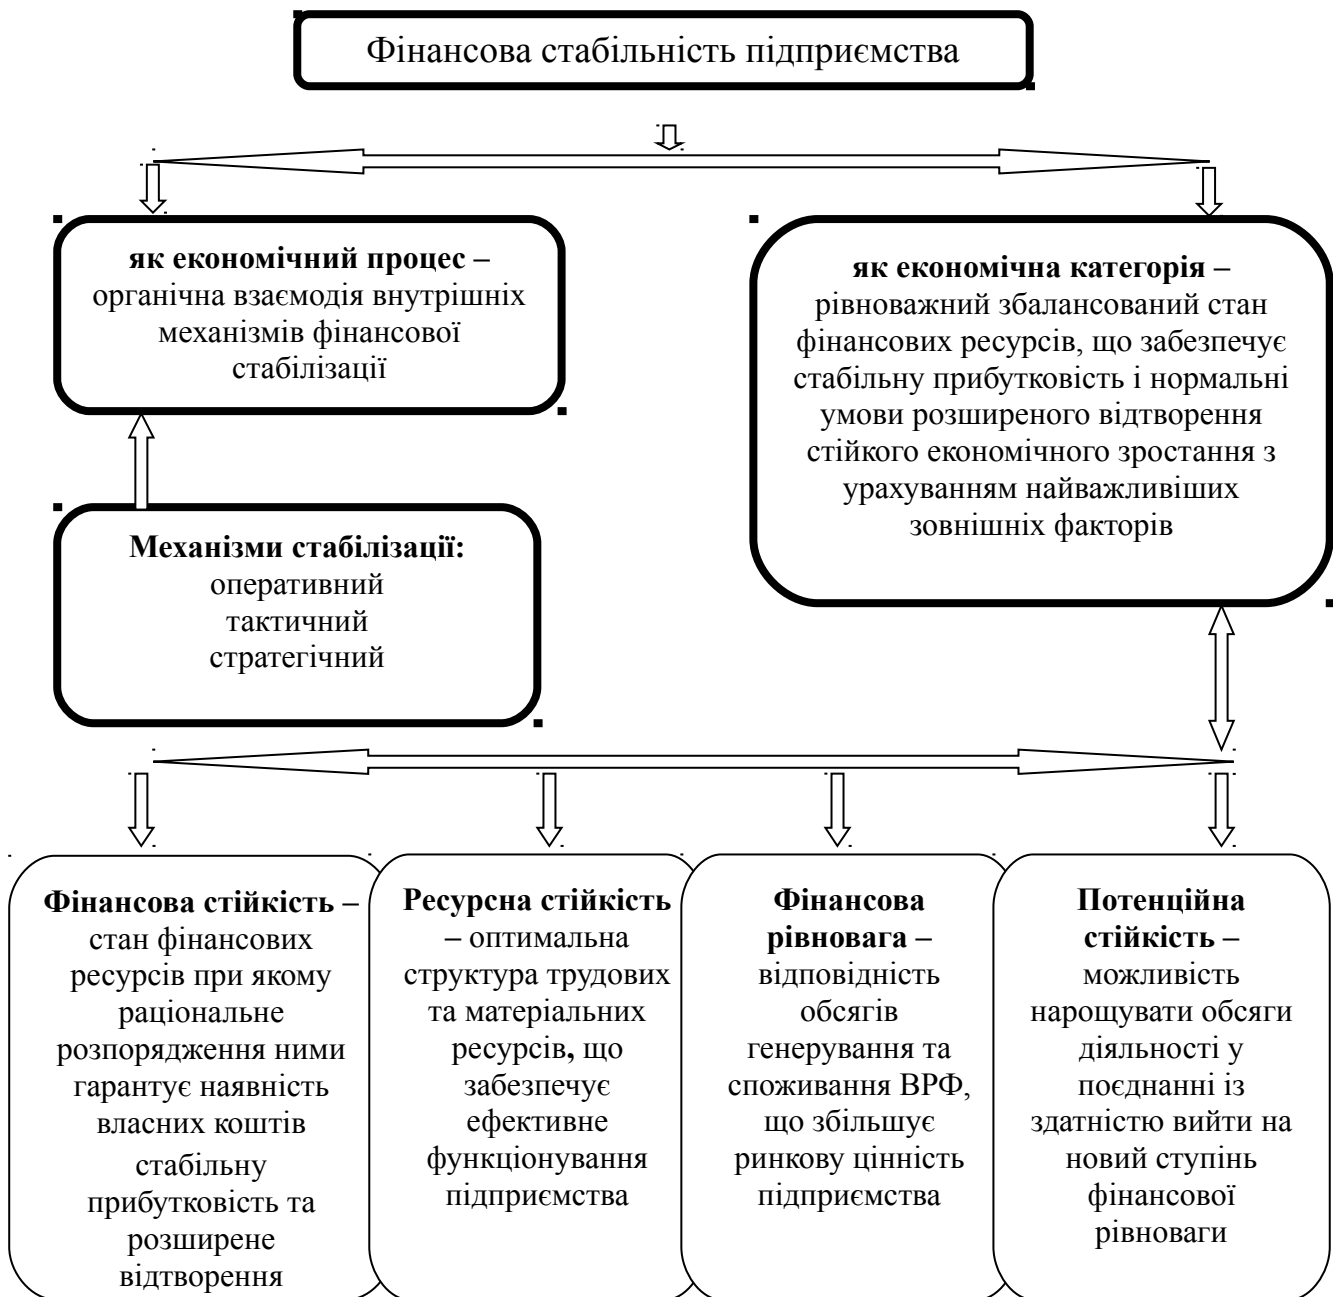 Фінансова стабільність підприємства
як економічний процес –
органічна взаємодія внутрішніх
механізмів фінансової
стабілізації
як економічна категорія –
рівноважний збалансований стан
фінансових ресурсів, що забезпечує
стабільну прибутковість і нормальні
умови розширеного відтворення
стійкого економічного зростання з
урахуванням найважливіших
зовнішніх факторів
Механізми стабілізації:
оперативний
тактичний
стратегічний
Фінансова стійкість –
стан фінансових
ресурсів при якому
раціональне
розпорядження ними
гарантує наявність
власних коштів
стабільну
прибутковість та
розширене
відтворення
Ресурсна стійкість
– оптимальна
структура трудових
та матеріальних
ресурсів, що
забезпечує
ефективне
функціонування
підприємства
Фінансова
рівновага –
відповідність
обсягів
генерування та
споживання ВРФ,
що збільшує
ринкову цінність
підприємства
Потенційна
стійкість –
можливість
нарощувати обсяги
діяльності у
поєднанні із
здатністю вийти на
новий ступінь
фінансової
рівноваги